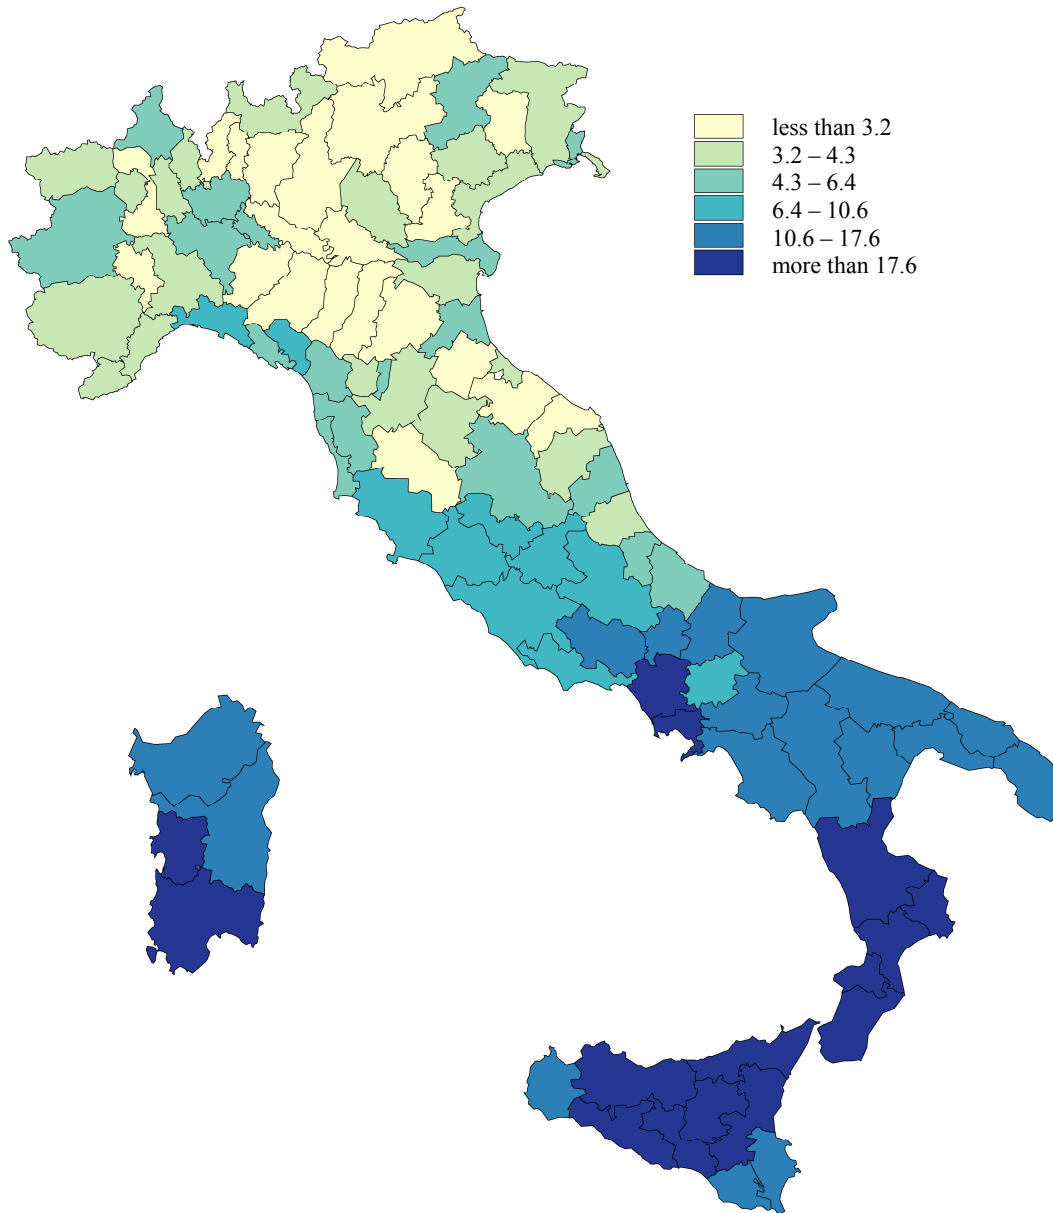 less than 3.2
3.2 – 4.3
4.3 – 6.4
6.4 – 10.6
10.6 – 17.6
more than 17.6